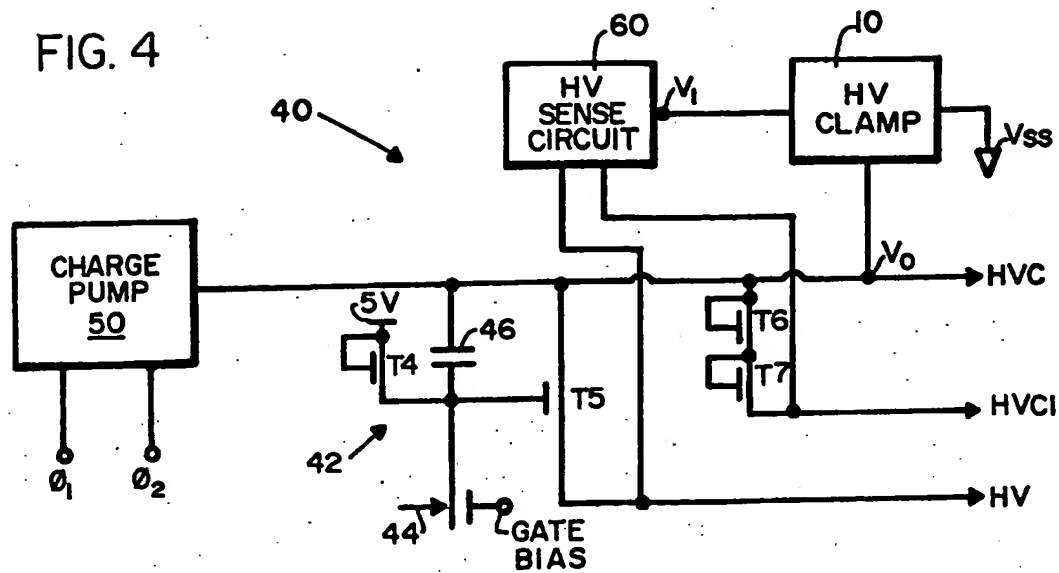 FIG. 4
40
60
HV
SENSE
CIRCUIT
V1
10
HV
CLAMP
VSS
CHARGE
PUMP
50
Ø1
Ø2
5V
T4
46
42
T5
44
GATE
BIAS
T6
T7
V0
HVC
HVCI
HV